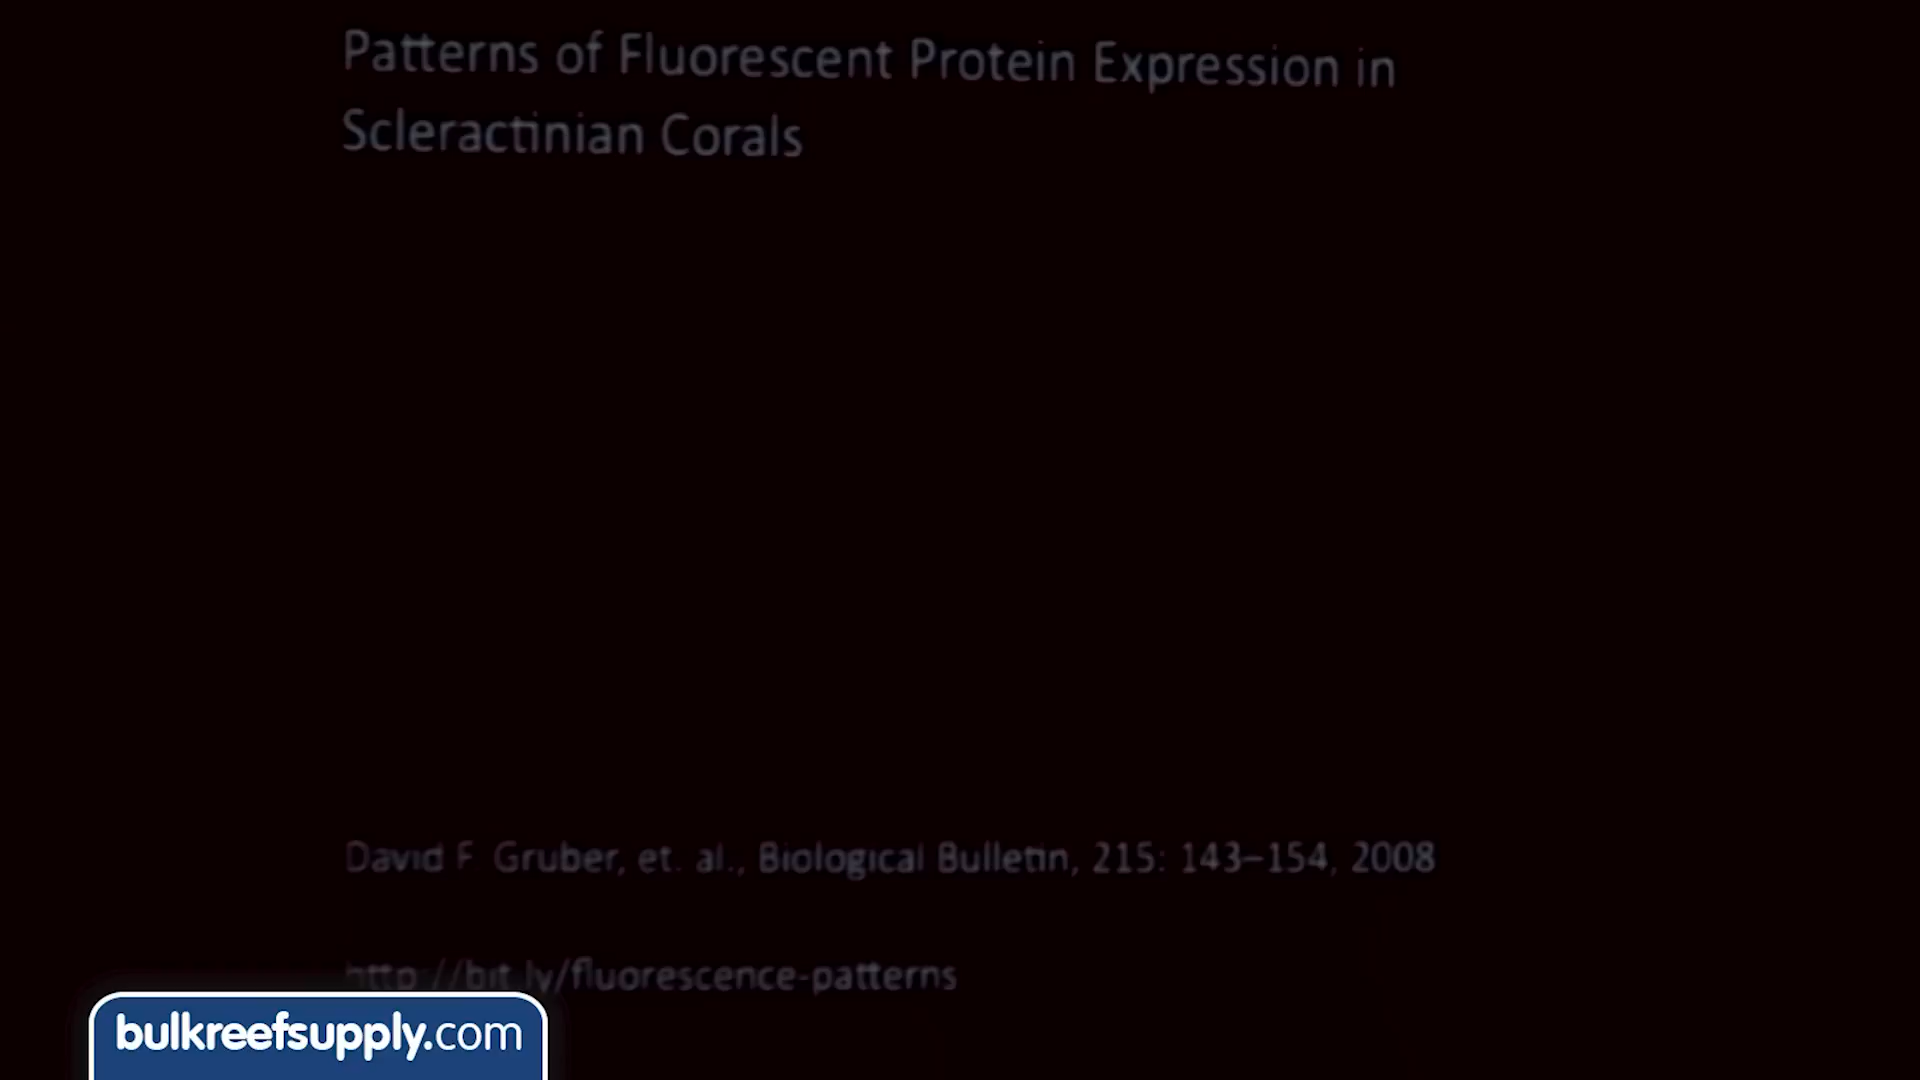 Patterns of Fluorescent Protein Expression in
Scleractinian Corals
David F. Gruber, et. al., Biological Bulletin, 215: 143–154, 2008
http://bit.ly/fluorescence-patterns
bulkreefsupply.com